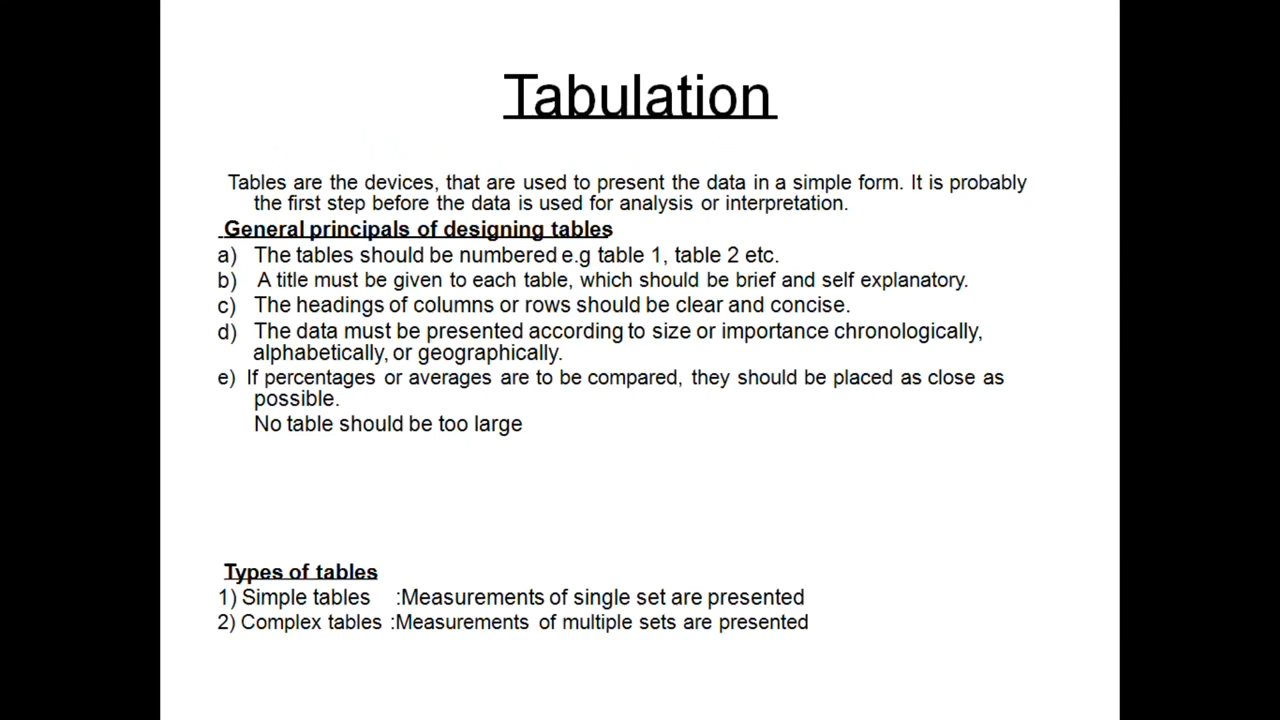 Tabulation
Tables are the devices, that are used to present the data in a simple form. It is probably
the first step before the data is used for analysis or interpretation.
General principals of designing tables
a) The tables should be numbered e.g table 1, table 2 etc.
b) A title must be given to each table, which should be brief and self explanatory.
c) The headings of columns or rows should be clear and concise.
d) The data must be presented according to size or importance chronologically,
alphabetically, or geographically.
e) If percentages or averages are to be compared, they should be placed as close as
possible.
No table should be too large
Types of tables
1) Simple tables :Measurements of single set are presented
2) Complex tables :Measurements of multiple sets are presented